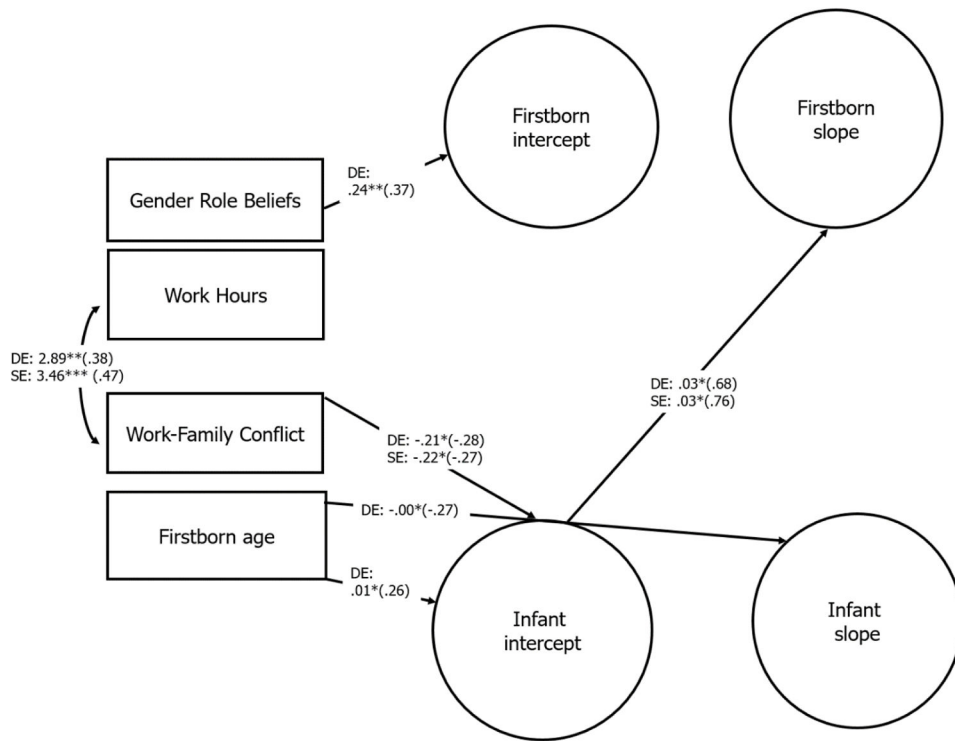 Firstborn
intercept
Firstborn
slope
DE:
.24**(.37)
Gender Role Beliefs
Work Hours
DE: 2.89**(.38)
SE: 3.46*** (.47)
DE: .03*(.68)
SE: .03*(.76)
Work-Family Conflict
DE: -.21*(-.28)
SE: -.22*(-.27)
DE: -.00*(-.27)
Firstborn age
DE:
.01*(.26)
Infant
intercept
Infant
slope